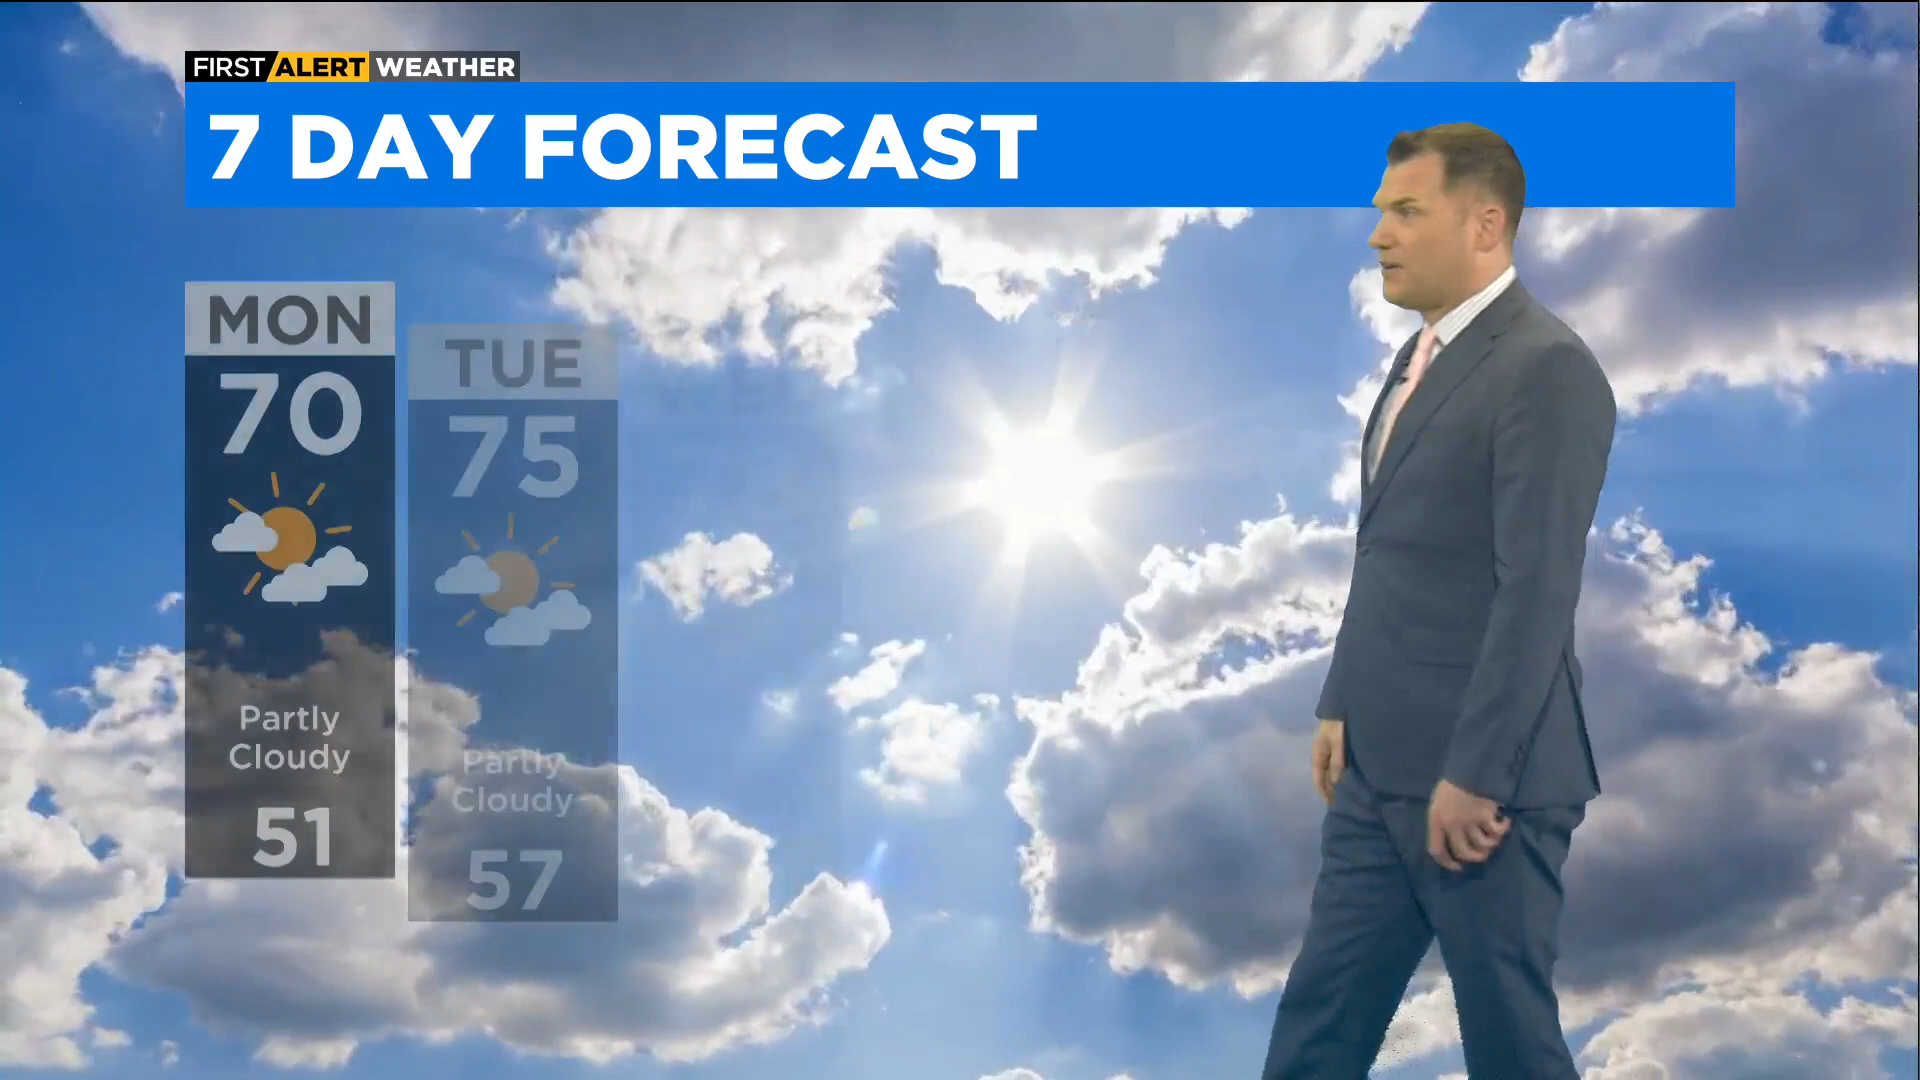 FIRST ALERT WEATHER
7 DAY FORECAST
MON
70
Partly
Cloudy
51
TUE
75
Partly
Cloudy
57